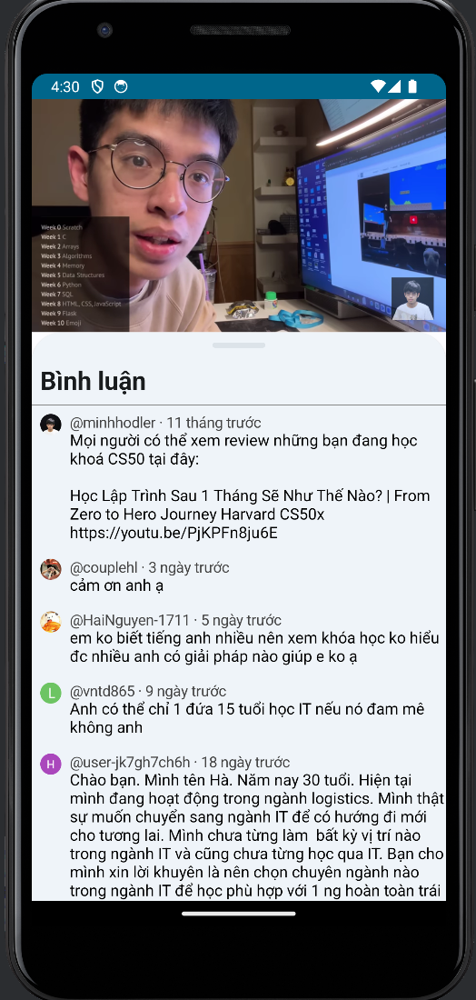 4:30
Week 0 Scratch
Week 1 C
Week 2 Arrays
Week 3 Algorithms
Week 4 Memory
Week 5 Data Structures
Week 6 Python
Week 7 SQL
Week 8 HTML, CSS, JavaScript
Week 9 Flask
Week 10 Emoji
Bình luận
@minhhodler · 11 tháng trước
Mọi người có thể xem review những bạn đang học
khoá CS50 tại đây:
Học Lập Trình Sau 1 Tháng Sẽ Như Thế Nào? | From
Zero to Hero Journey Harvard CS50x
https://youtu.be/PjKPFn8ju6E
@couplehl · 3 ngày trước
cảm ơn anh ạ
@HaiNguyen-1711 · 5 ngày trước
em ko biết tiếng anh nhiều nên xem khóa học ko hiểu
đc nhiều anh có giải pháp nào giúp e ko ạ
L
@vntd865 · 9 ngày trước
Anh có thể chỉ 1 đứa 15 tuổi học IT nếu nó đam mê
không anh
H
@user-jk7gh7ch6h · 18 ngày trước
Chào bạn. Mình tên Hà. Năm nay 30 tuổi. Hiện tại
mình đang hoạt động trong ngành logistics. Mình thật
sự muốn chuyển sang ngành IT để có hướng đi mới
cho tương lai. Mình chưa từng làm  bất kỳ vị trí nào
trong ngành IT và cũng chưa từng học qua IT. Bạn cho
mình xin lời khuyên là nên chọn chuyên ngành nào
trong ngành IT để học phù hợp với 1 ng hoàn toàn trái